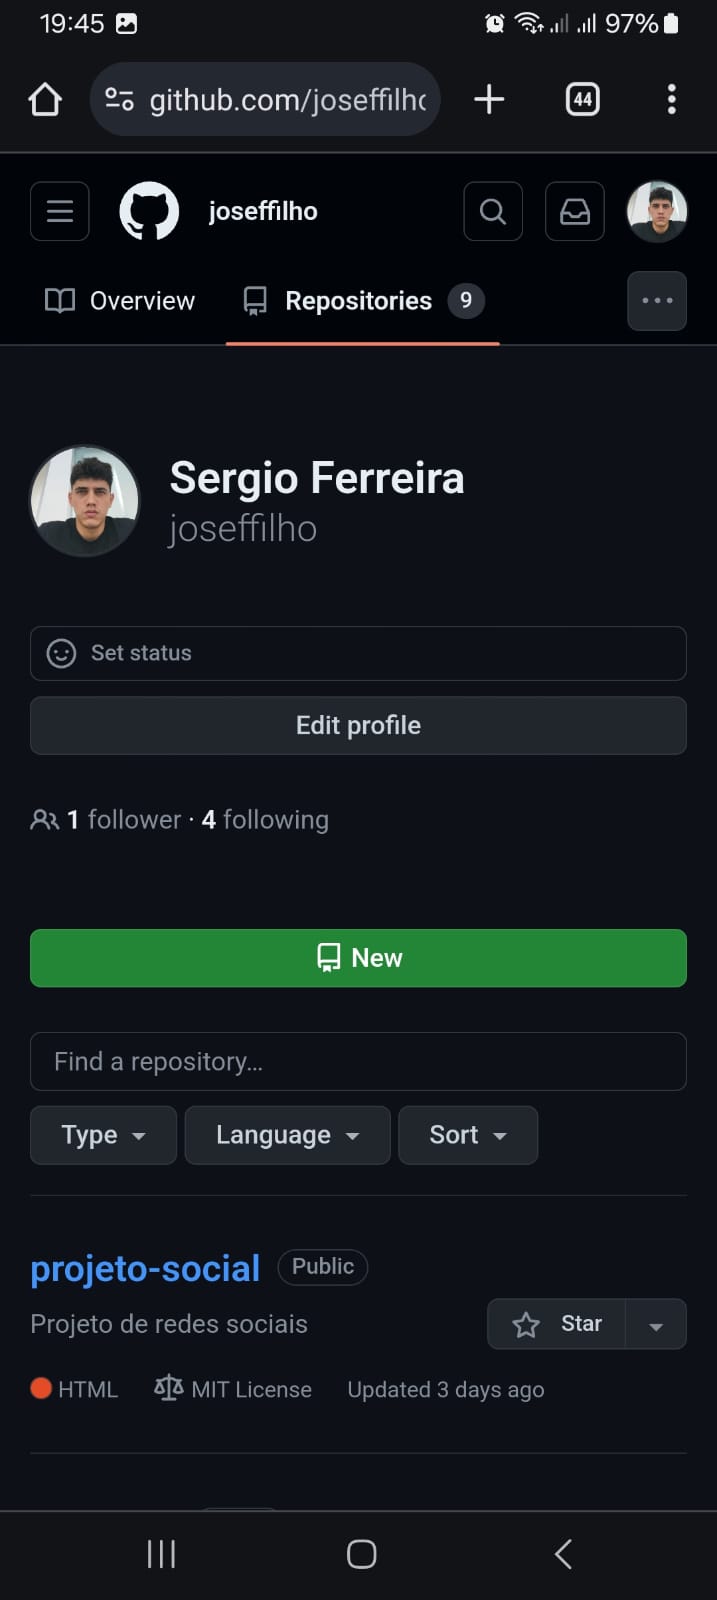 19:45 97%
github.com/joseffilho 44
joseffilho
Overview Repositories 9
Sergio Ferreira
joseffilho
Set status
Edit profile
1 follower · 4 following
New
Find a repository...
Type Language Sort
projeto-social Public
Projeto de redes sociais
Star
HTML MIT License Updated 3 days ago